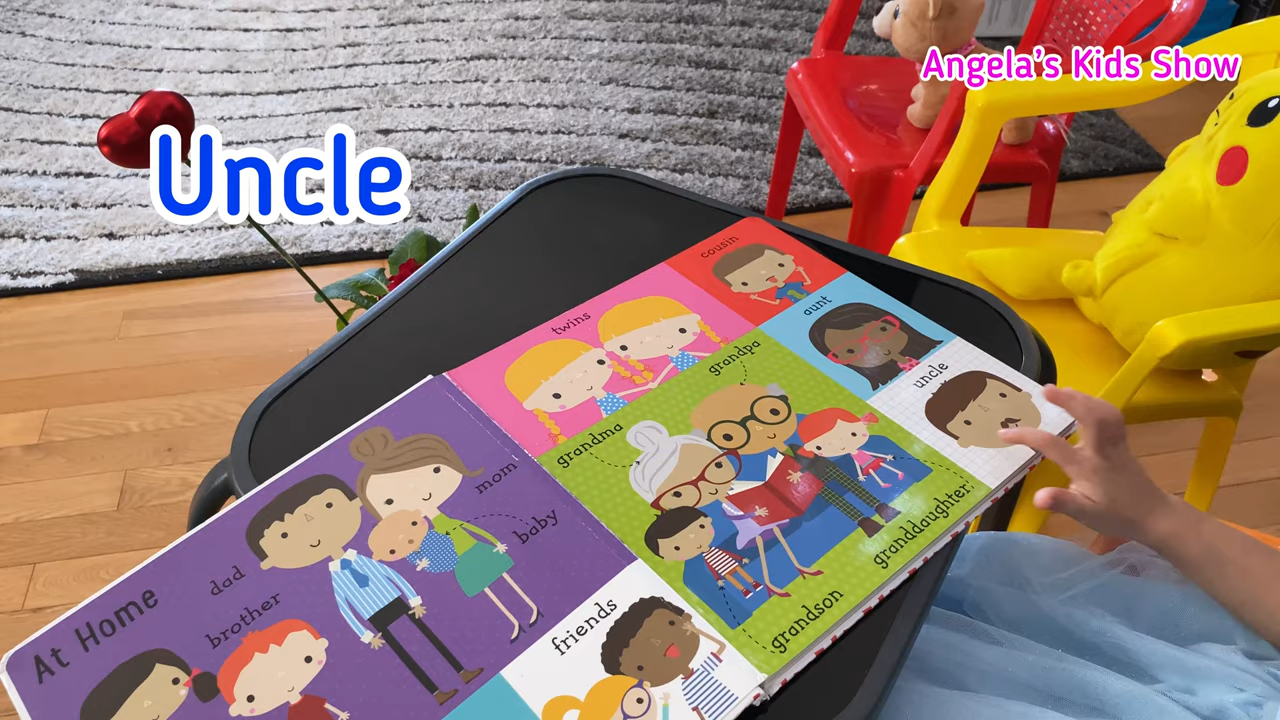 Angela's Kids Show
Uncle
cousin
twins
aunt
grandpa
uncle
grandma
mom
baby
granddaughter
dad
At Home
brother
friends
grandson